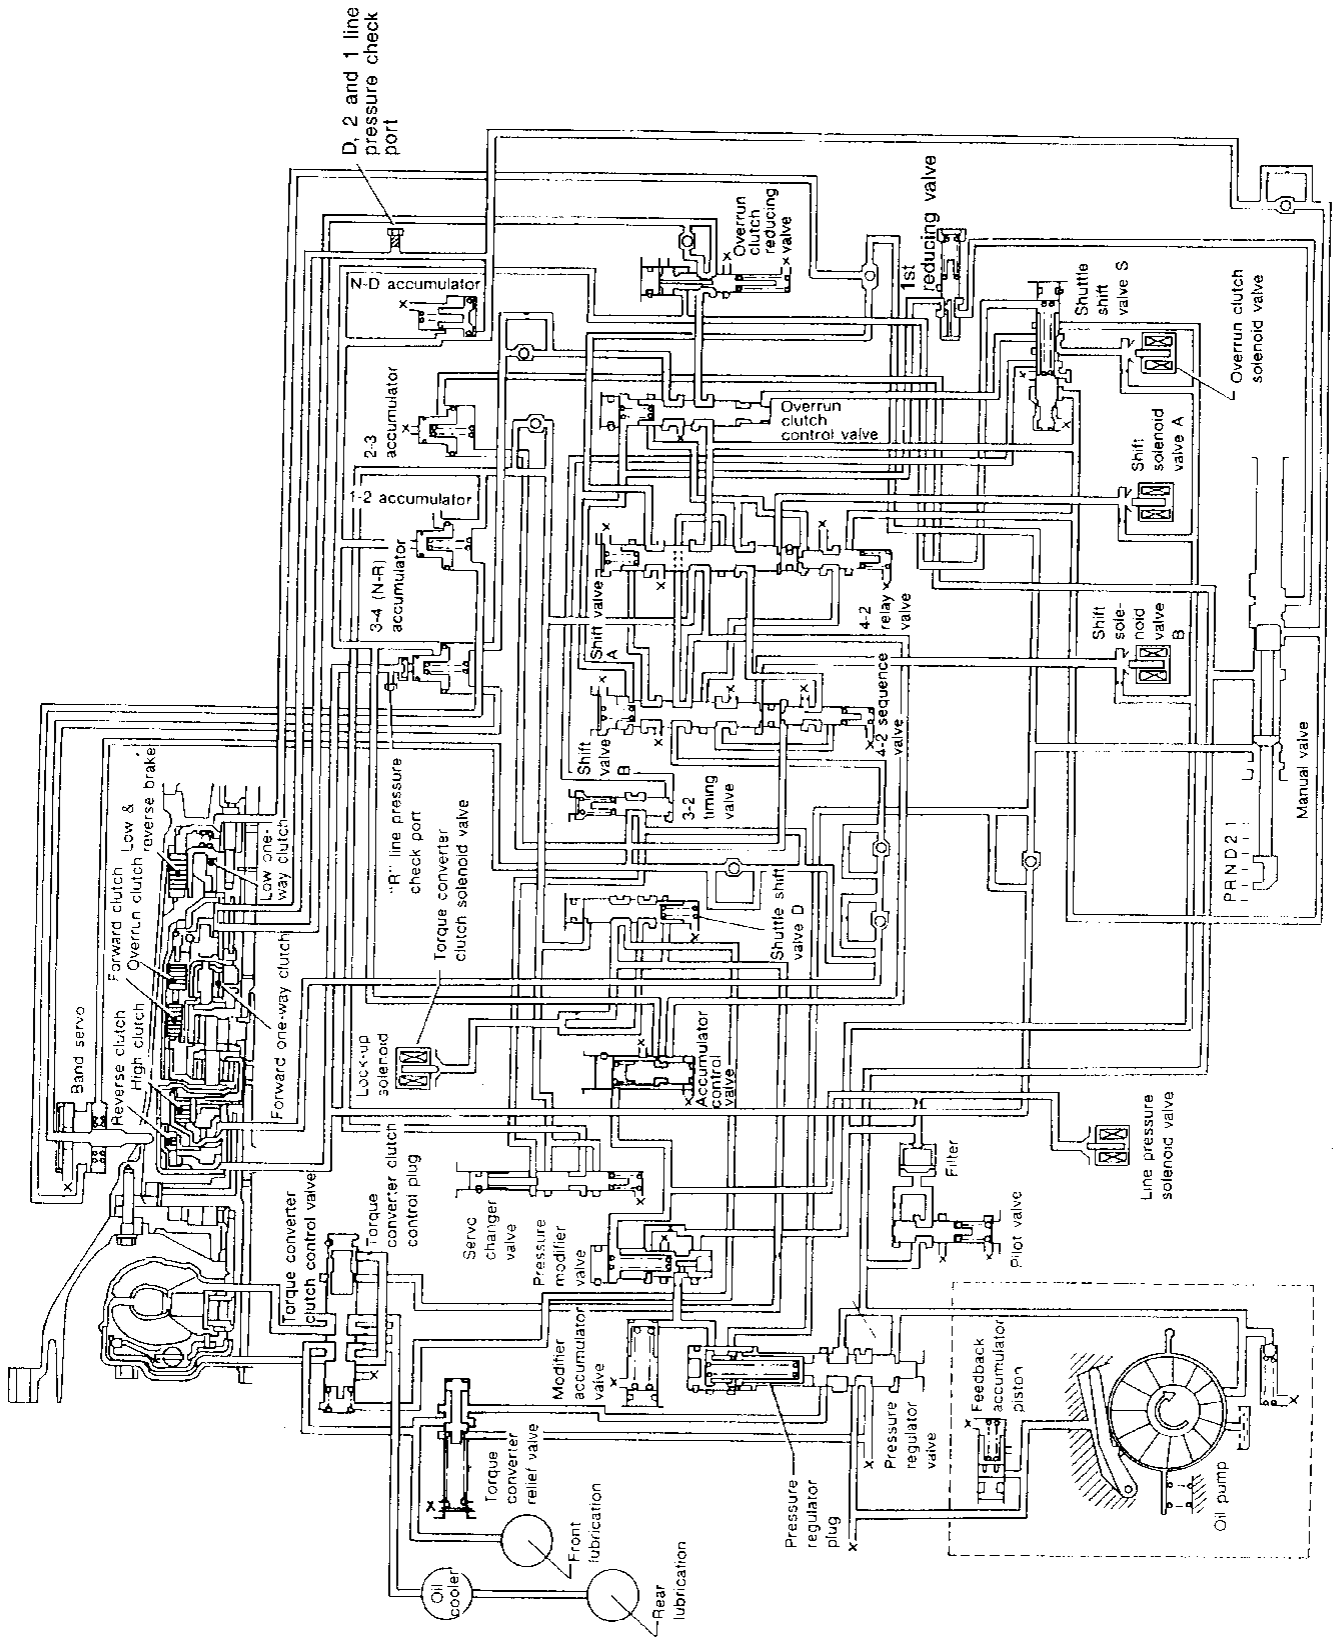 D, 2 and 1 line
pressure check
port
N-D accumulator
2-3
accumulator
1-2 accumulator
3-4 (N-R)
accumulator
Overrun
clutch
reducing
valve
1st
reducing valve
Shuttle
shift
valve S
Overrun clutch
solenoid valve
Overrun
clutch
control valve
Shift
solenoid
valve A
Shift valve
A
4-2
relay
valve
Shift
sole-
noid
valve
B
Shift
valve
B
4-2 sequence
valve
3-2
timing
valve
Manual valve
PRND21
"R" line pressure
check port
Torque converter
clutch solenoid valve
Shuttle shift
valve D
Low &
reverse brake
Low one-
way clutch
Forward clutch
Overrun clutch
Forward one-way clutch
Reverse clutch
High clutch
Band servo
Lock-up
solenoid
Accumulator
control
valve
Line pressure
solenoid valve
Filter
Pilot valve
Torque converter
clutch control valve
Torque
converter clutch
control plug
Servo
changer
valve
Pressure
modifier
valve
Modifier
accumulator
valve
Feedback
accumulator
piston
Pressure
regulator
valve
Pressure
regulator
plug
Oil pump
Torque
converter
relief valve
Front
lubrication
Oil
cooler
Rear
lubrication